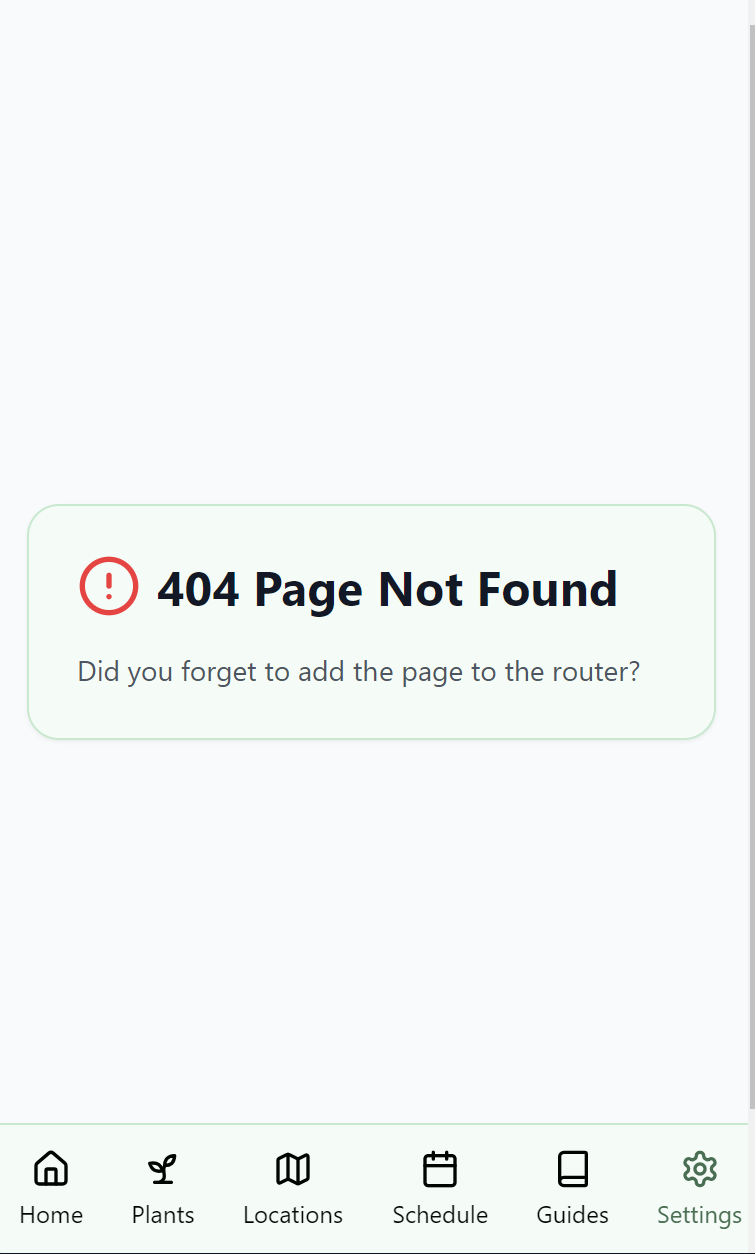 404 Page Not Found
Did you forget to add the page to the router?
Home Plants Locations Schedule Guides Settings